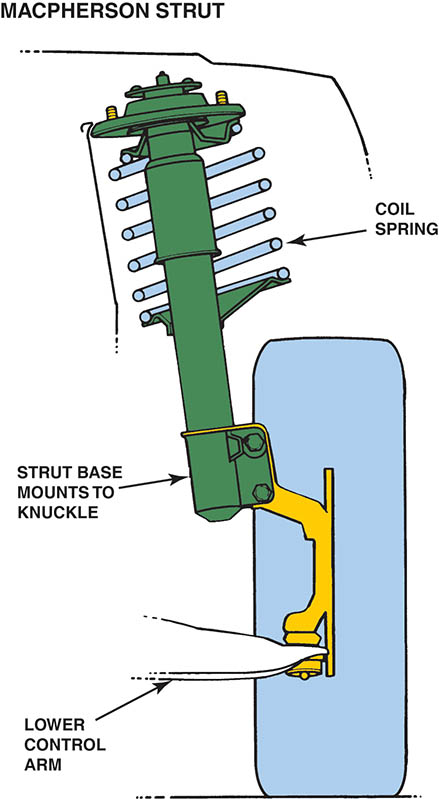 MACPHERSON STRUT
COIL
SPRING
STRUT BASE
MOUNTS TO
KNUCKLE
LOWER
CONTROL
ARM